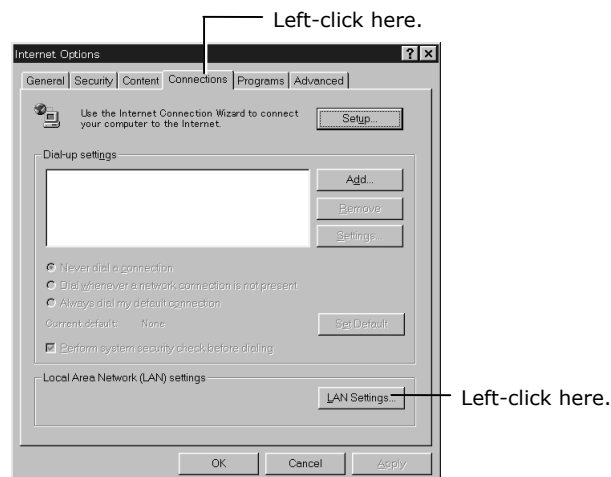 Left-click here.
Internet Options
General Security Content Connections Programs Advanced
Use the Internet Connection Wizard to connect
your computer to the Internet.
Setup...
Dial-up settings
Add...
Remove
Settings...
Never dial a connection
Dial whenever a network connection is not present
Always dial my default connection
Current default: None
Set Default
Perform system security check before dialing
Local Area Network (LAN) settings
LAN Settings...
Left-click here.
OK Cancel Apply